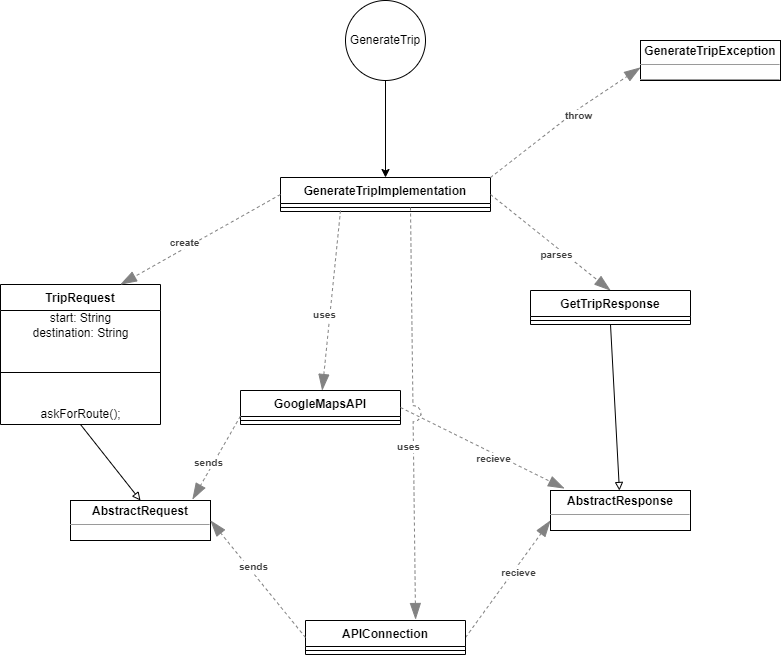 GenerateTrip
GenerateTripException
throw
GenerateTripImplementation
create
parses
TripRequest
start: String
destination: String
askForRoute();
uses
GetTripResponse
GoogleMapsAPI
uses
sends
recieve
AbstractRequest
AbstractResponse
sends
recieve
APIConnection